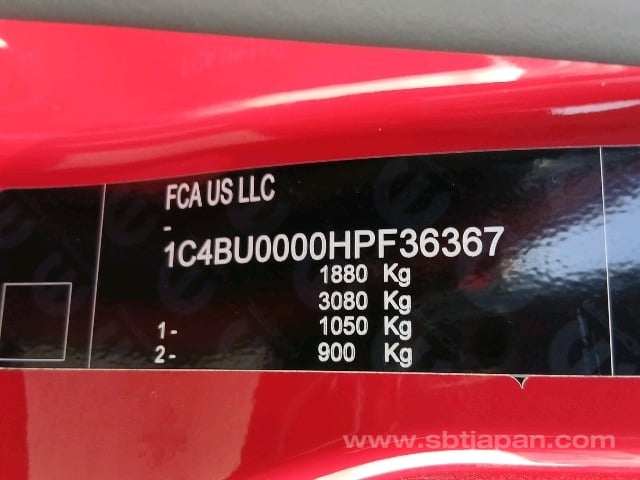 FCA US LLC
-
1C4BU0000HPF36367
1880 Kg
3080 Kg
1- 1050 Kg
2- 900 Kg
www.sbtjapan.com